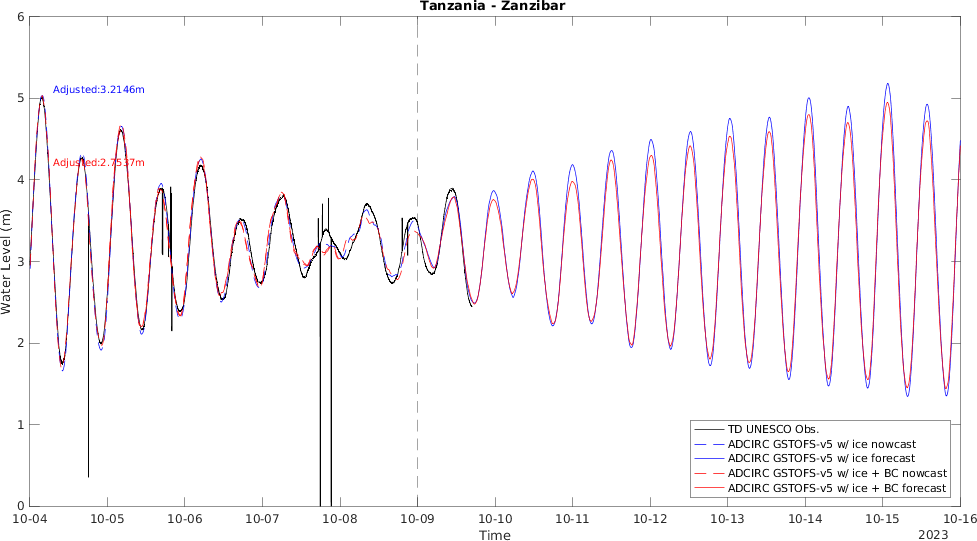 Tanzania - Zanzibar
6
5
4
3
2
1
0
Water Level (m)
Adjusted:3.2146m
Adjusted:2.7537m
TD UNESCO Obs.
ADCIRC GSTOFS-v5 w/ ice nowcast
ADCIRC GSTOFS-v5 w/ ice forecast
ADCIRC GSTOFS-v5 w/ ice + BC nowcast
ADCIRC GSTOFS-v5 w/ ice + BC forecast
10-04 10-05 10-06 10-07 10-08 10-09 10-10 10-11 10-12 10-13 10-14 10-15 10-16
Time
2023